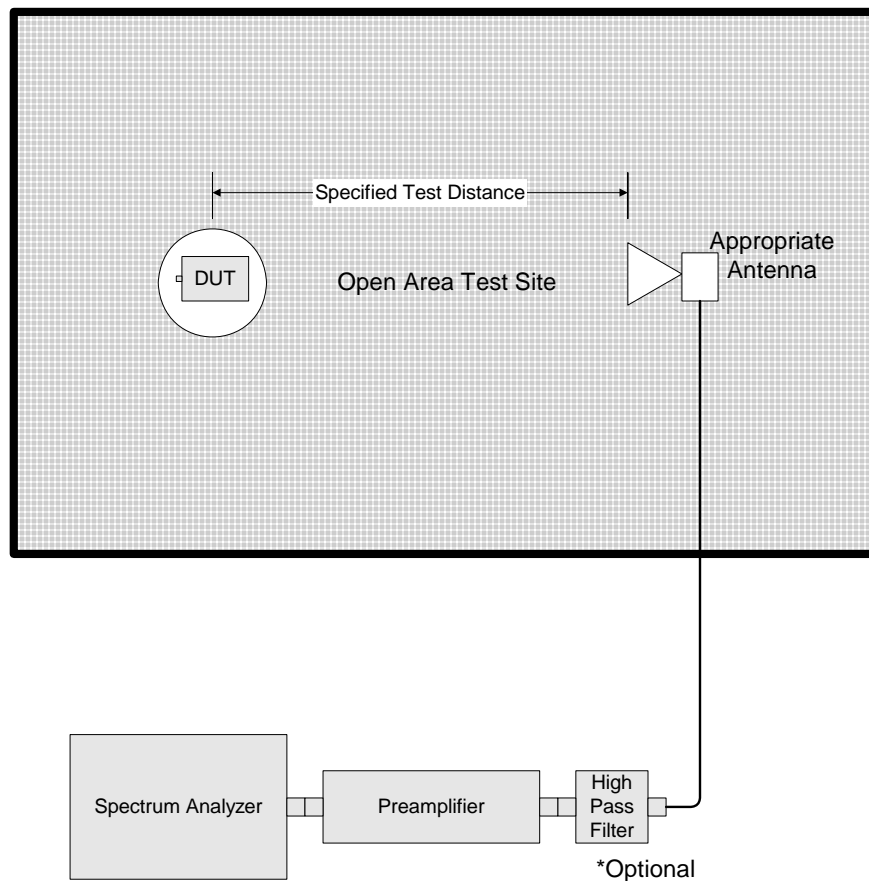 Specified Test Distance
Appropriate
Antenna
DUT
Open Area Test Site
Spectrum Analyzer
Preamplifier
High
Pass
Filter
*Optional